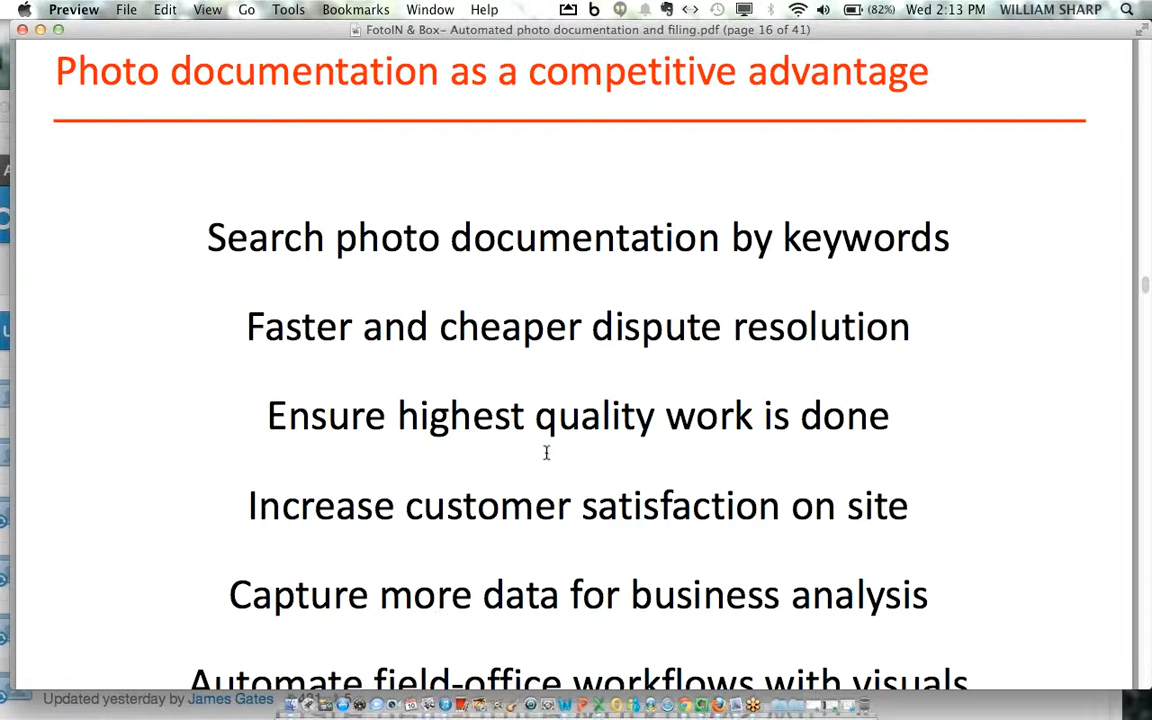 Preview File Edit View Go Tools Bookmarks Window Help (82%) Wed 2:13 PM WILLIAM SHARP
FotoIN & Box- Automated photo documentation and filing.pdf (page 16 of 41)
Photo documentation as a competitive advantage
Search photo documentation by keywords
Faster and cheaper dispute resolution
Ensure highest quality work is done
Increase customer satisfaction on site
Capture more data for business analysis
Automate field-office workflows with visuals
Updated yesterday by James Gates